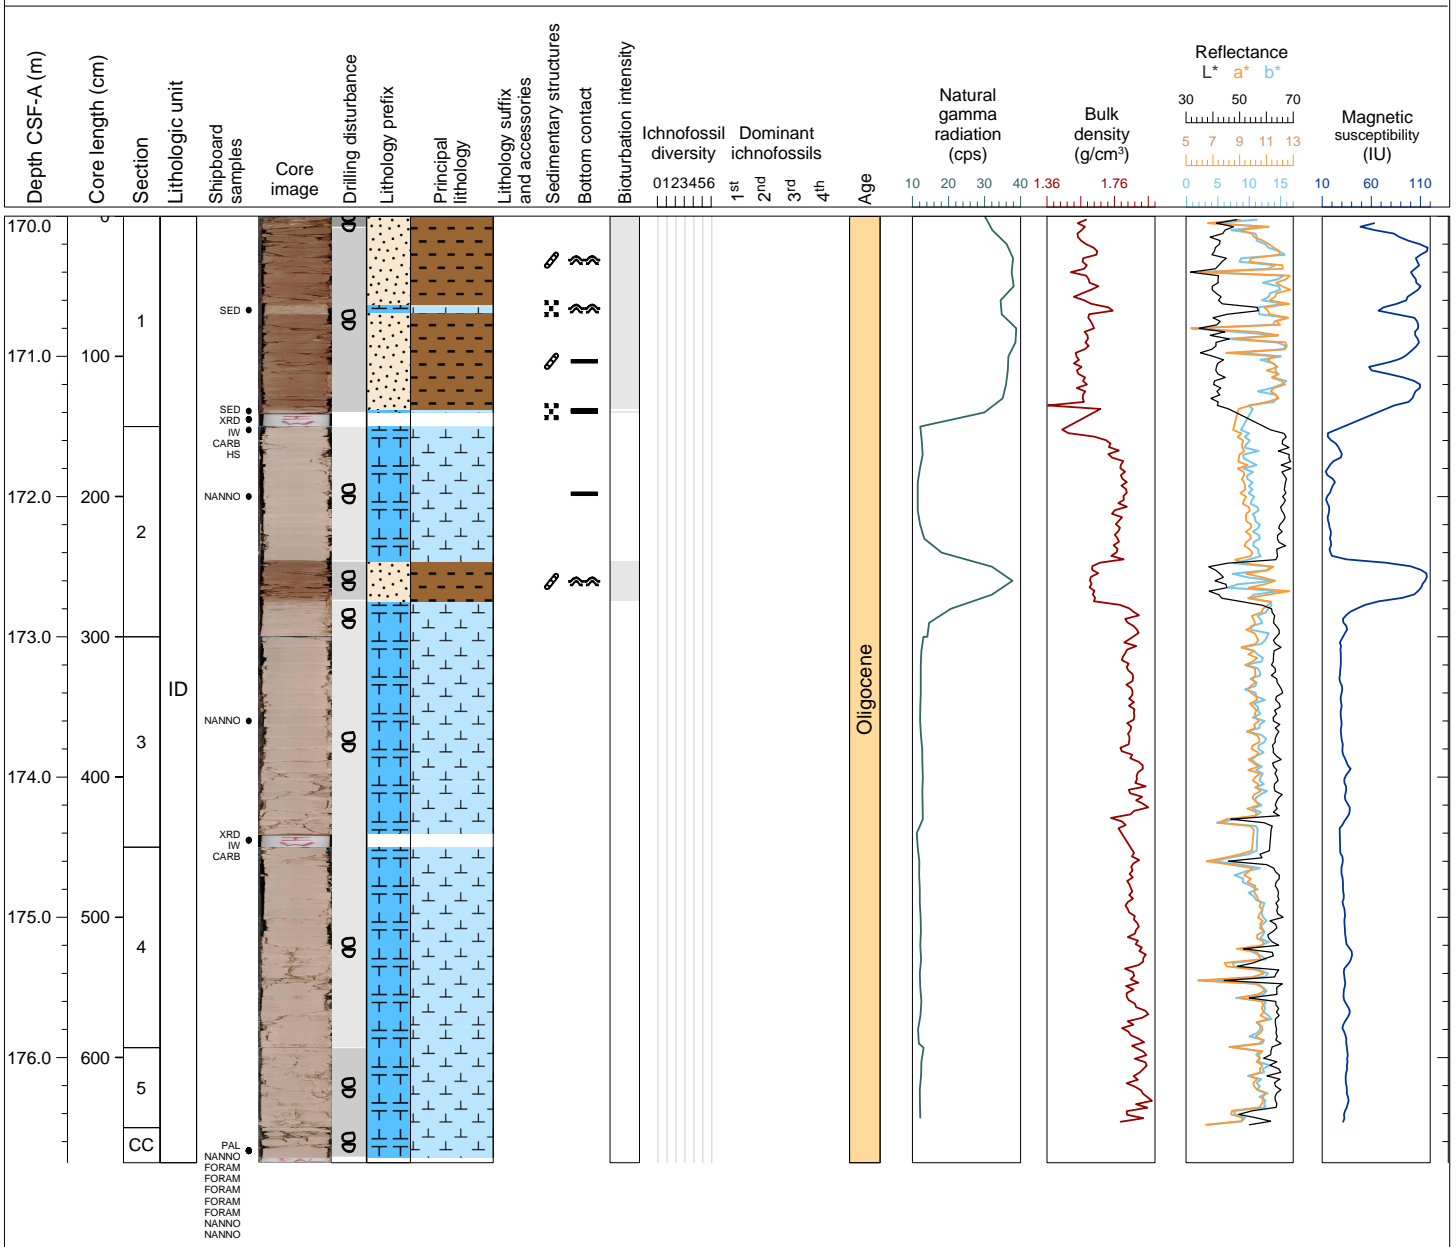 Depth CSF-A (m)
Core length (cm)
Section
Lithologic unit
Shipboard
samples
Core
image
Drilling disturbance
Lithology prefix
Principal
lithology
Lithology suffix
and accessories
Sedimentary structures
Bottom contact
Bioturbation intensity
Ichnofossil
diversity
0123456
Dominant
ichnofossils
1st
2nd
3rd
4th
Age
Natural
gamma
radiation
(cps)
10 20 30 40
Bulk
density
(g/cm³)
1.36 1.76
Reflectance
L* a* b*
30 50 70
5 7 9 11 13
0 5 10 15
Magnetic
susceptibility
(IU)
10 60 110
170.0
0
1
SED
171.0
100
SED
XRD
IW
CARB
HS
172.0
200
NANNO
2
173.0
300
ID
Oligocene
NANNO
3
174.0
400
XRD
IW
CARB
175.0
500
4
176.0
600
5
CC
PAL
NANNO
FORAM
FORAM
FORAM
FORAM
FORAM
NANNO
NANNO